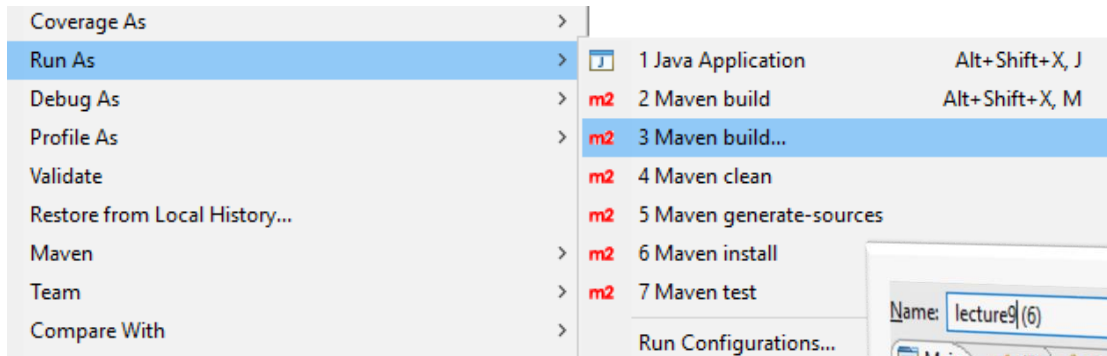 Coverage As >
Run As >
Debug As >
Profile As >
Validate
Restore from Local History...
Maven >
Team >
Compare With >
J 1 Java Application Alt+Shift+X, J
m2 2 Maven build Alt+Shift+X, M
m2 3 Maven build...
m2 4 Maven clean
m2 5 Maven generate-sources
m2 6 Maven install
m2 7 Maven test
Run Configurations...
Name: lecture9 (6)